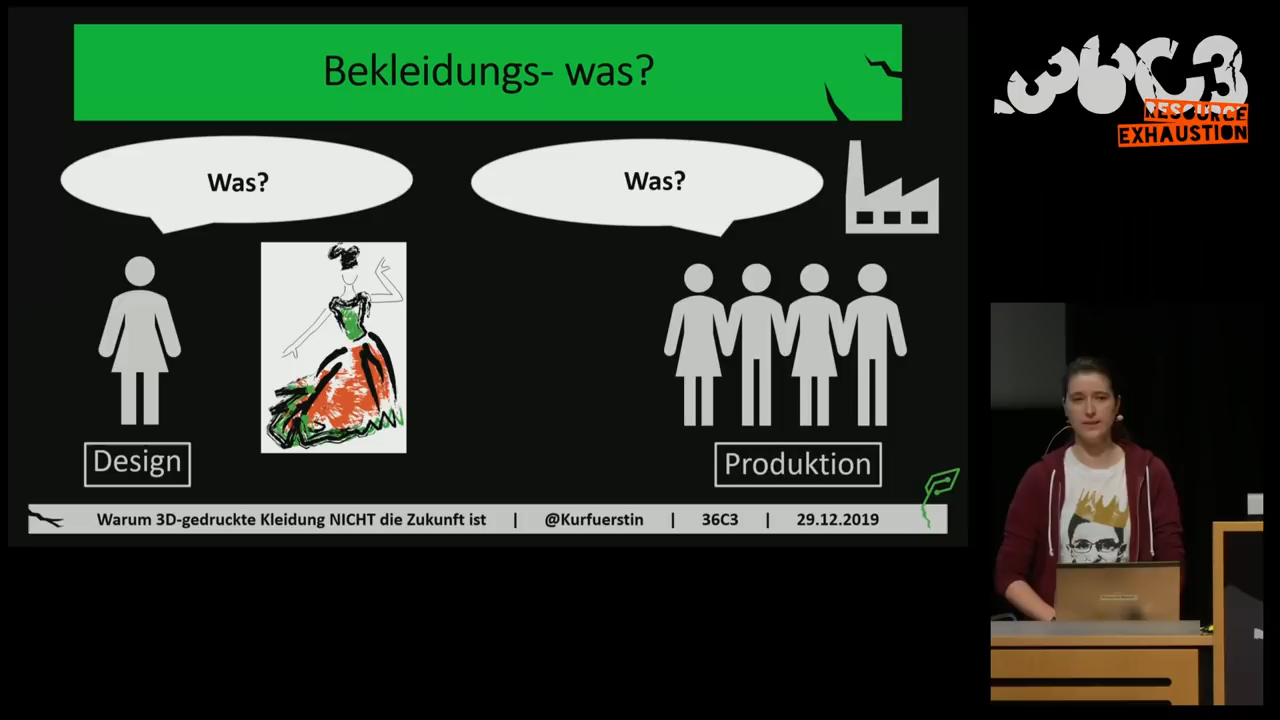 Bekleidungs- was?
Was?
Was?
Design
Produktion
Warum 3D-gedruckte Kleidung NICHT die Zukunft ist | @Kurfuerstin | 36C3 | 29.12.2019
36C3
RESOURCE
EXHAUSTION